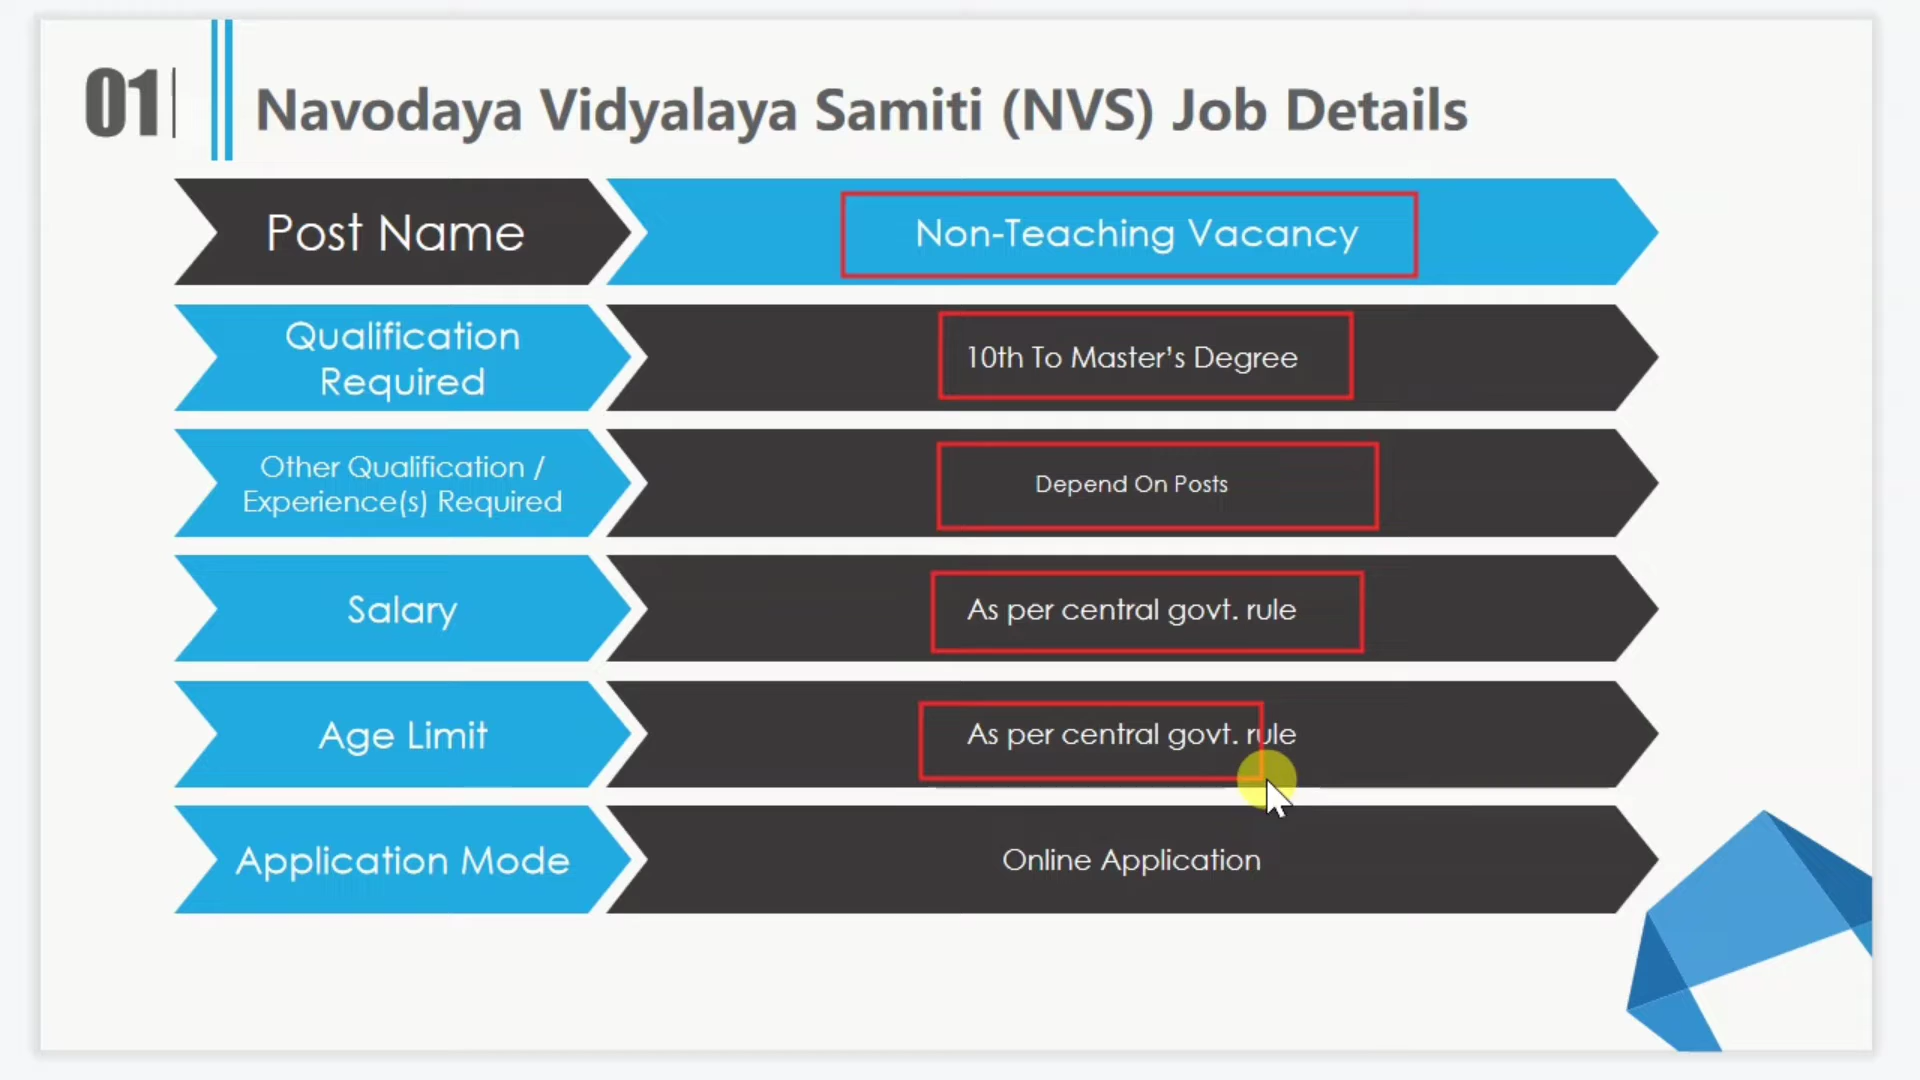 01
Navodaya Vidyalaya Samiti (NVS) Job Details
Post Name
Non-Teaching Vacancy
Qualification
Required
10th To Master’s Degree
Other Qualification /
Experience(s) Required
Depend On Posts
Salary
As per central govt. rule
Age Limit
As per central govt. rule
Application Mode
Online Application